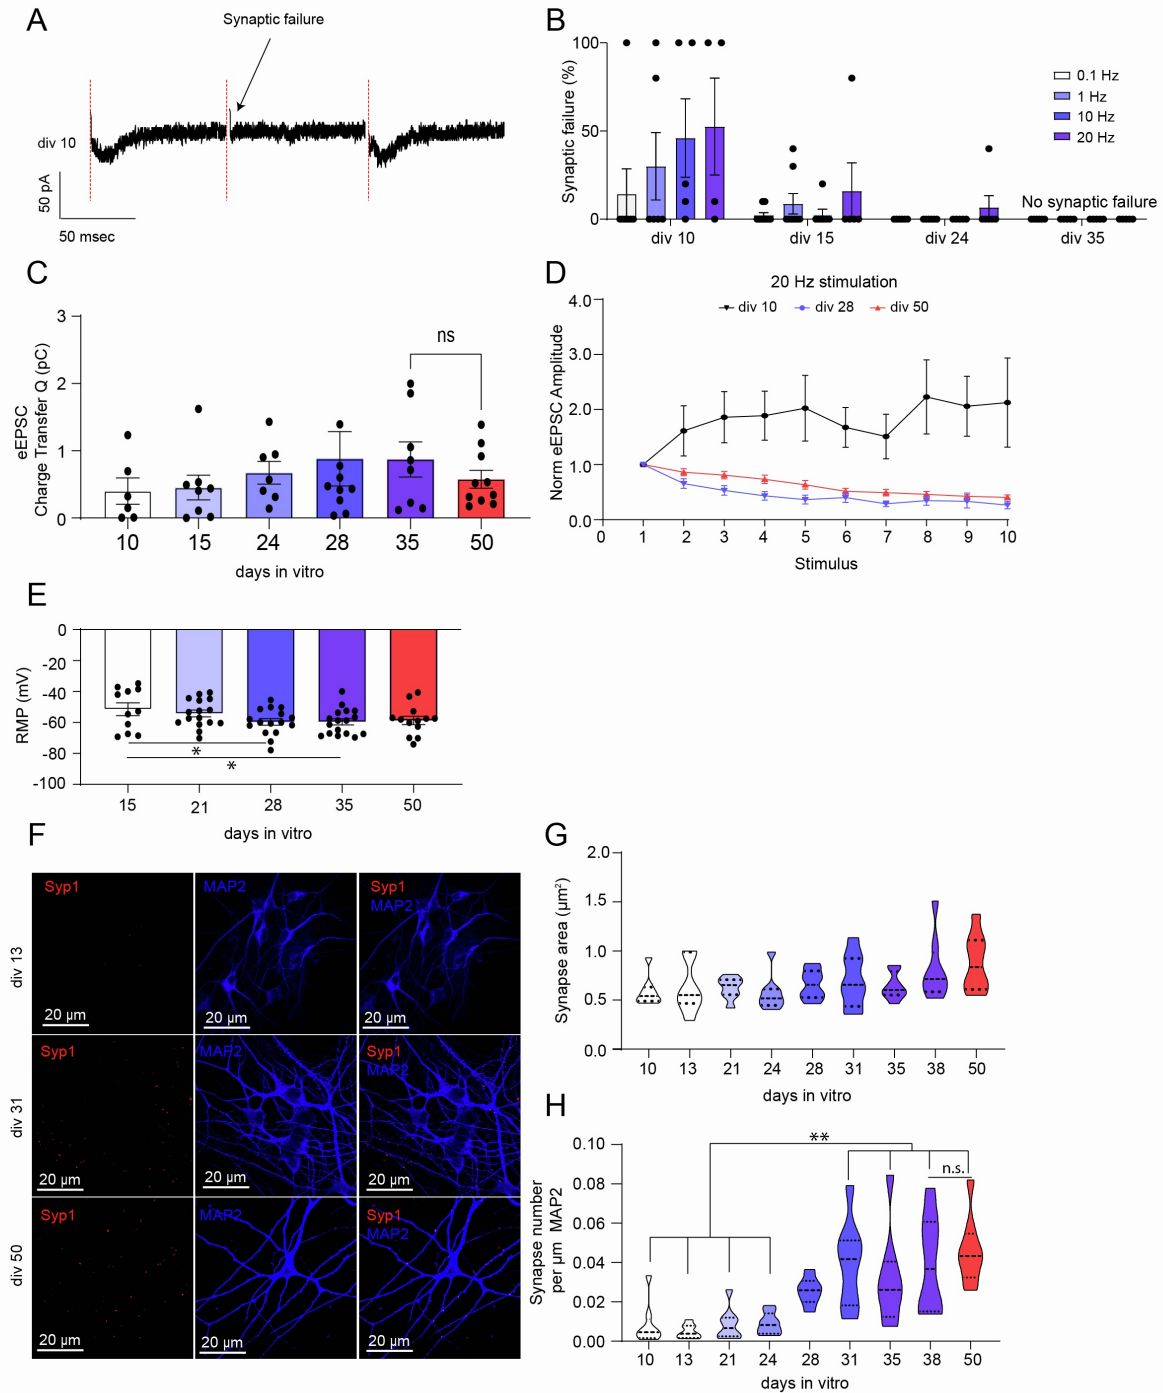 A
Synaptic failure
div 10
50 pA
50 msec
B
Synaptic failure (%)
100
50
0
0.1 Hz
1 Hz
10 Hz
20 Hz
No synaptic failure
div 10 div 15 div 24 div 35
C
eEPSC
Charge Transfer Q (pC)
3
2
1
0
ns
10 15 24 28 35 50
days in vitro
D
20 Hz stimulation
div 10 div 28 div 50
Norm eEPSC Amplitude
4.0
3.0
2.0
1.0
0.0
0 1 2 3 4 5 6 7 8 9 10
Stimulus
E
RMP (mV)
0
-20
-40
-60
-80
-100
*
*
15 21 28 35 50
days in vitro
F
Syp1 MAP2 Syp1
MAP2
div 13
20 µm 20 µm 20 µm
Syp1 MAP2 Syp1
MAP2
div 31
20 µm 20 µm 20 µm
Syp1 MAP2 Syp1
MAP2
div 50
20 µm 20 µm 20 µm
G
Synapse area (µm²)
2.0
1.5
1.0
0.5
0.0
10 13 21 24 28 31 35 38 50
days in vitro
H
Synapse number
per µm MAP2
0.10
0.08
0.06
0.04
0.02
0.00
**
n.s.
10 13 21 24 28 31 35 38 50
days in vitro